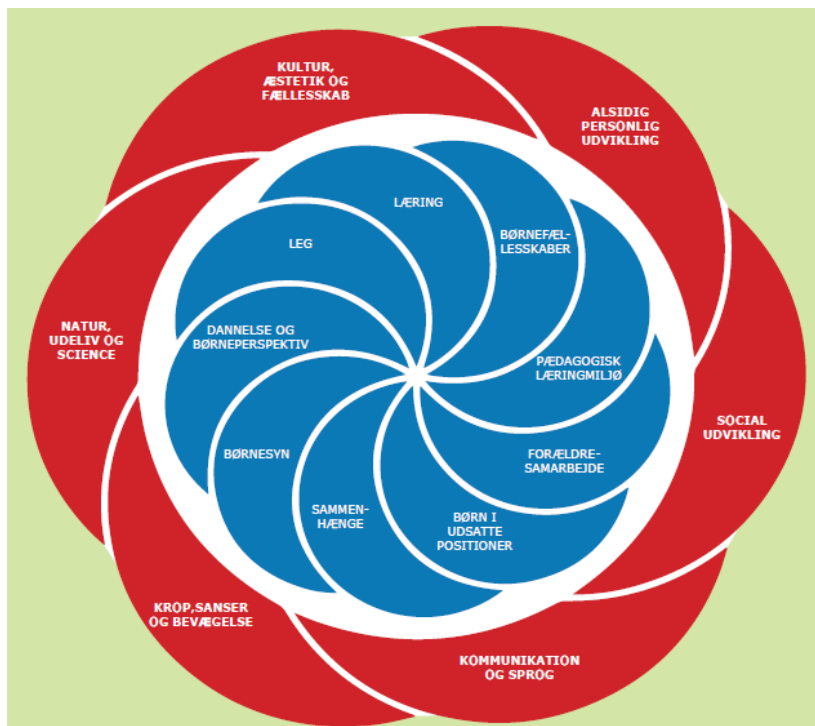 KULTUR,
ÆSTETIK OG
FÆLLESSKAB
ALSIDIG
PERSONLIG
UDVIKLING
SOCIAL
UDVIKLING
KOMMUNIKATION
OG SPROG
KROP,SANSER
OG BEVÆGELSE
NATUR,
UDELIV OG
SCIENCE
LÆRING
BØRNEFÆL-
LESSKABER
PÆDAGOGISK
LÆRINGMILJØ
FORÆLDRE-
SAMARBEJDE
BØRN I
UDSATTE
POSITIONER
SAMMEN-
HÆNGE
BØRNESYN
DANNELSE OG
BØRNEPERSPEKTIV
LEG